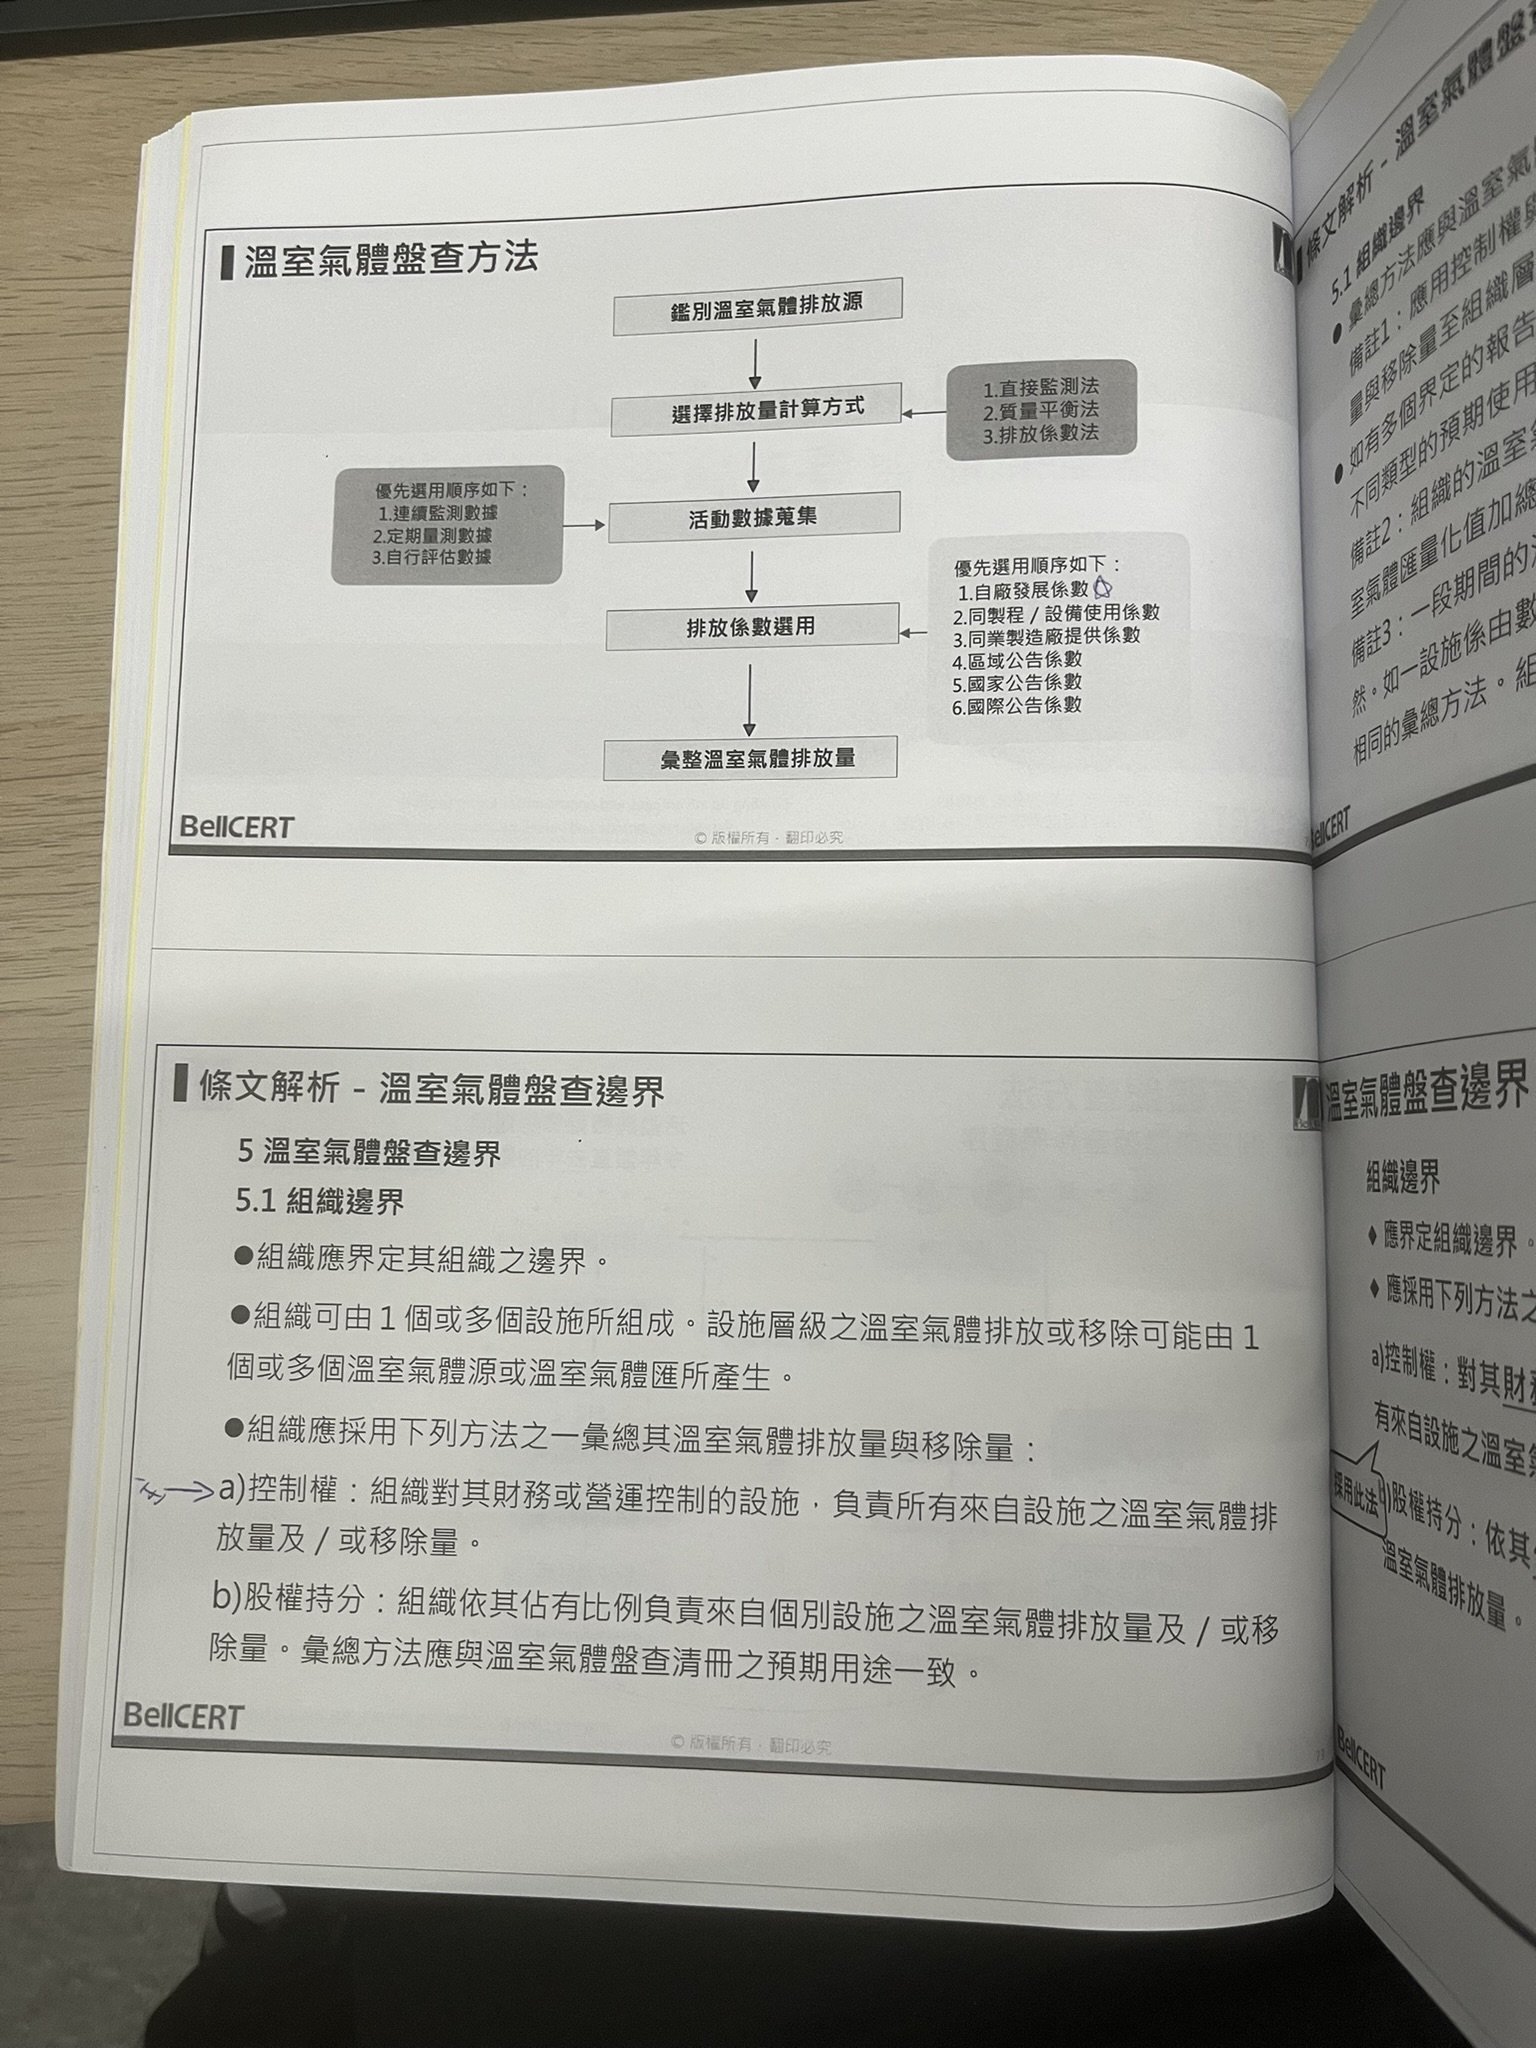 溫室氣體盤查方法
鑑別溫室氣體排放源
選擇排放量計算方式
1.直接監測法
2.質量平衡法
3.排放係數法
優先選用順序如下：
1.連續監測數據
2.定期量測數據
3.自行評估數據
活動數據蒐集
優先選用順序如下：
1.自廠發展係數
2.同製程/設備使用係數
3.同業製造廠提供係數
4.區域公告係數
5.國家公告係數
6.國際公告係數
排放係數選用
彙整溫室氣體排放量
BellCERT
© 版權所有，翻印必究
條文解析 - 溫室氣體盤查邊界
5 溫室氣體盤查邊界
5.1 組織邊界
●組織應界定其組織之邊界。
●組織可由1個或多個設施所組成。設施層級之溫室氣體排放或移除可能由1
個或多個溫室氣體源或溫室氣體匯所產生。
●組織應採用下列方法之一彙總其溫室氣體排放量與移除量：
a)控制權：組織對其財務或營運控制的設施，負責所有來自設施之溫室氣體排
放量及/或移除量。
b)股權持分：組織依其佔有比例負責來自個別設施之溫室氣體排放量及/或移
除量。彙總方法應與溫室氣體盤查清冊之預期用途一致。
BellCERT
© 版權所有，翻印必究
條文解析 - 溫室氣體盤
5.1 組織邊界
● 彙總方法應與溫室氣
備註1：應用控制權與
量與移除量至組織層
● 如有多個界定的報告
不同類型的預期使用
備註2：組織的溫室
室氣體匯量化值加總
備註3：一段期間的
然。如一設施係由數
相同的彙總方法。組
BellCERT
溫室氣體盤查邊界
組織邊界
◆ 應界定組織邊界。
◆ 應採用下列方法之
a)控制權：對其財
有來自設施之溫室
採用此法
b)股權持分：依其
溫室氣體排放量。
BellCERT